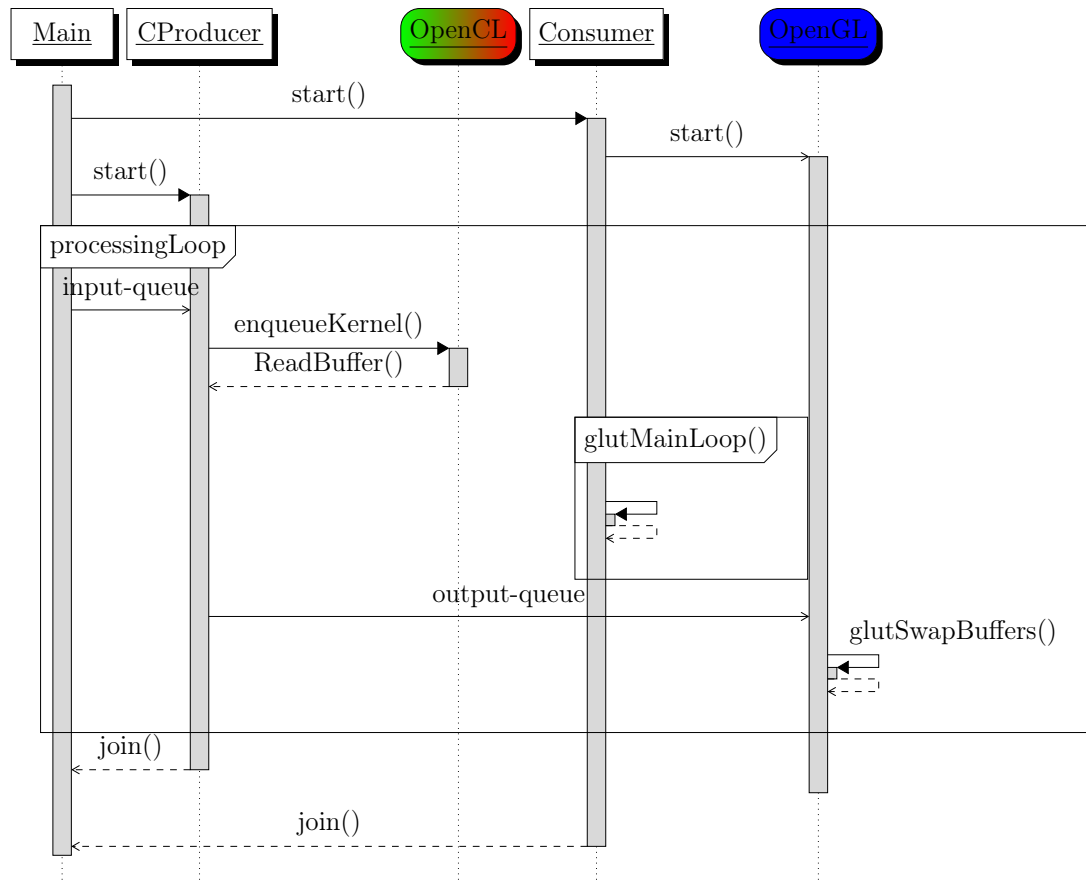 Main
CProducer
OpenCL
Consumer
OpenGL
start()
start()
start()
processingLoop
input-queue
enqueueKernel()
ReadBuffer()
glutMainLoop()
output-queue
glutSwapBuffers()
join()
join()